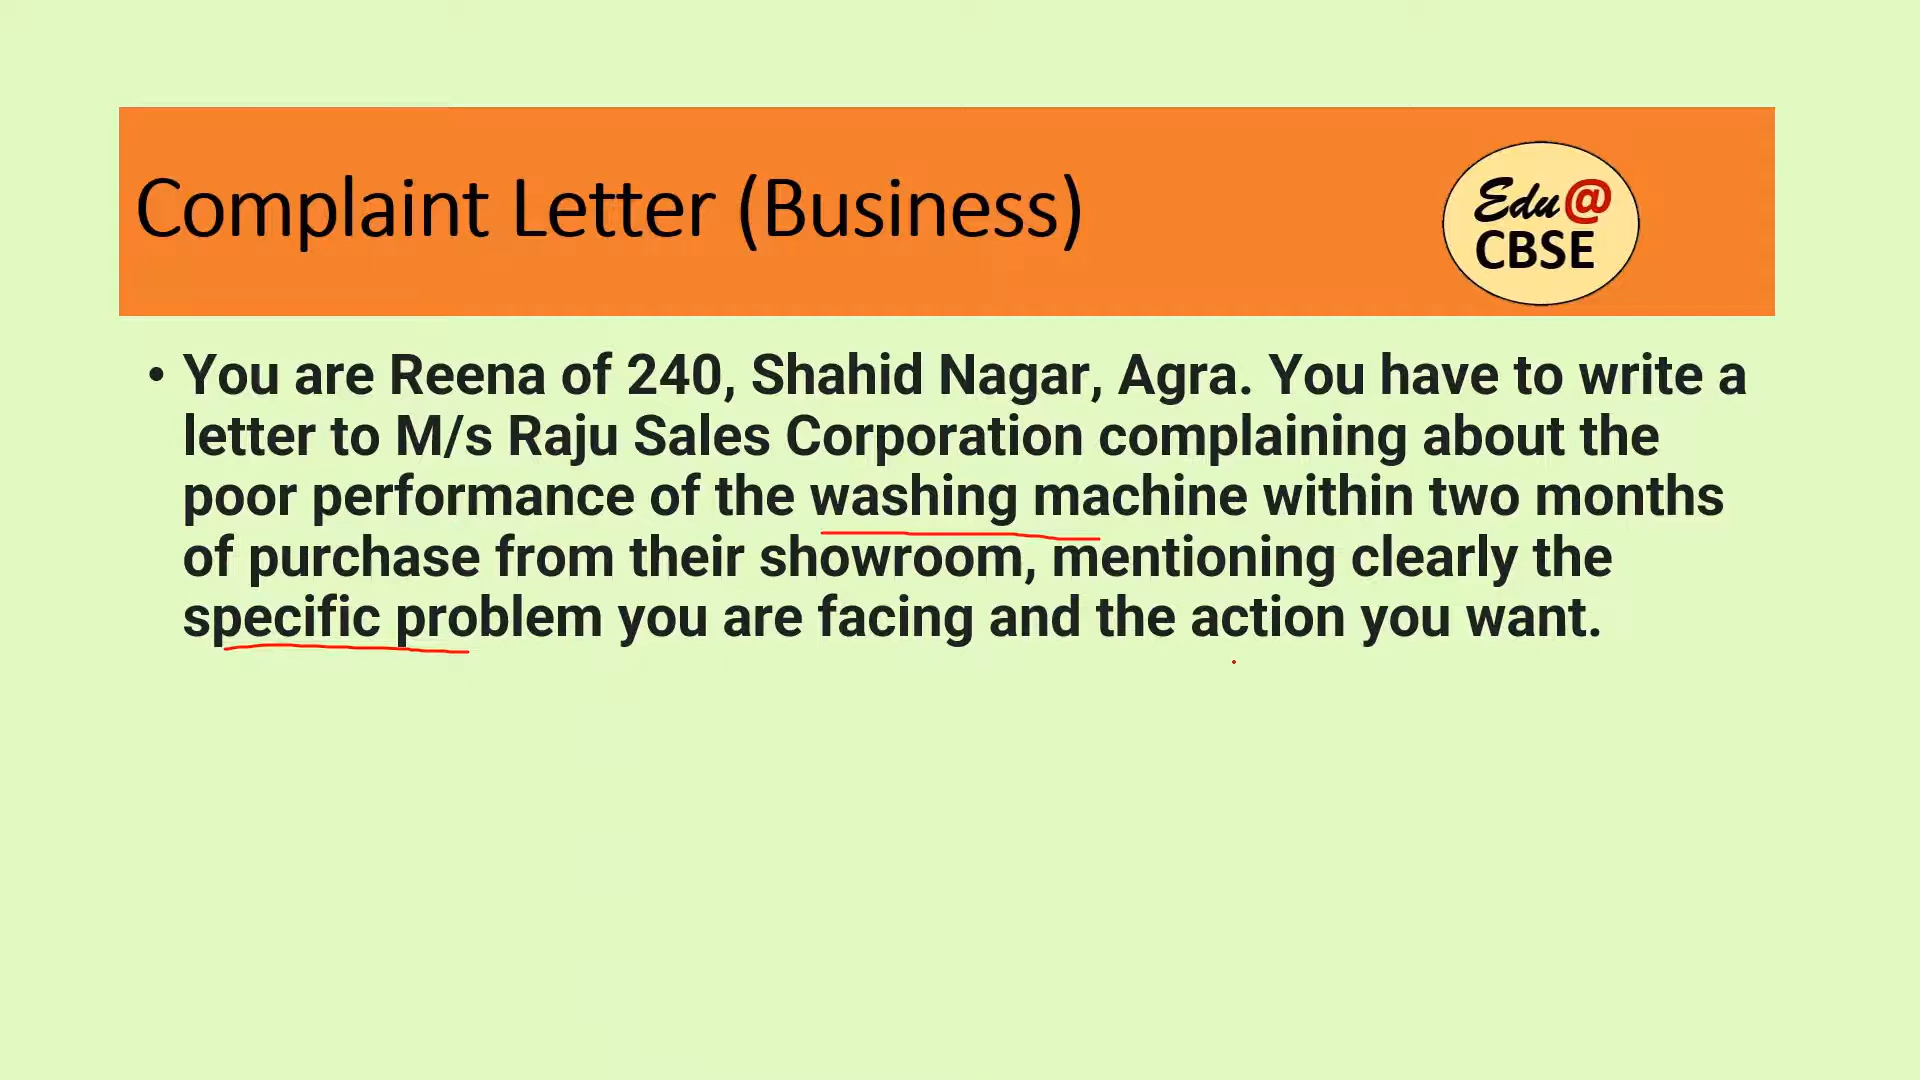 Complaint Letter (Business)
Edu@
CBSE
• You are Reena of 240, Shahid Nagar, Agra. You have to write a
letter to M/s Raju Sales Corporation complaining about the
poor performance of the washing machine within two months
of purchase from their showroom, mentioning clearly the
specific problem you are facing and the action you want.